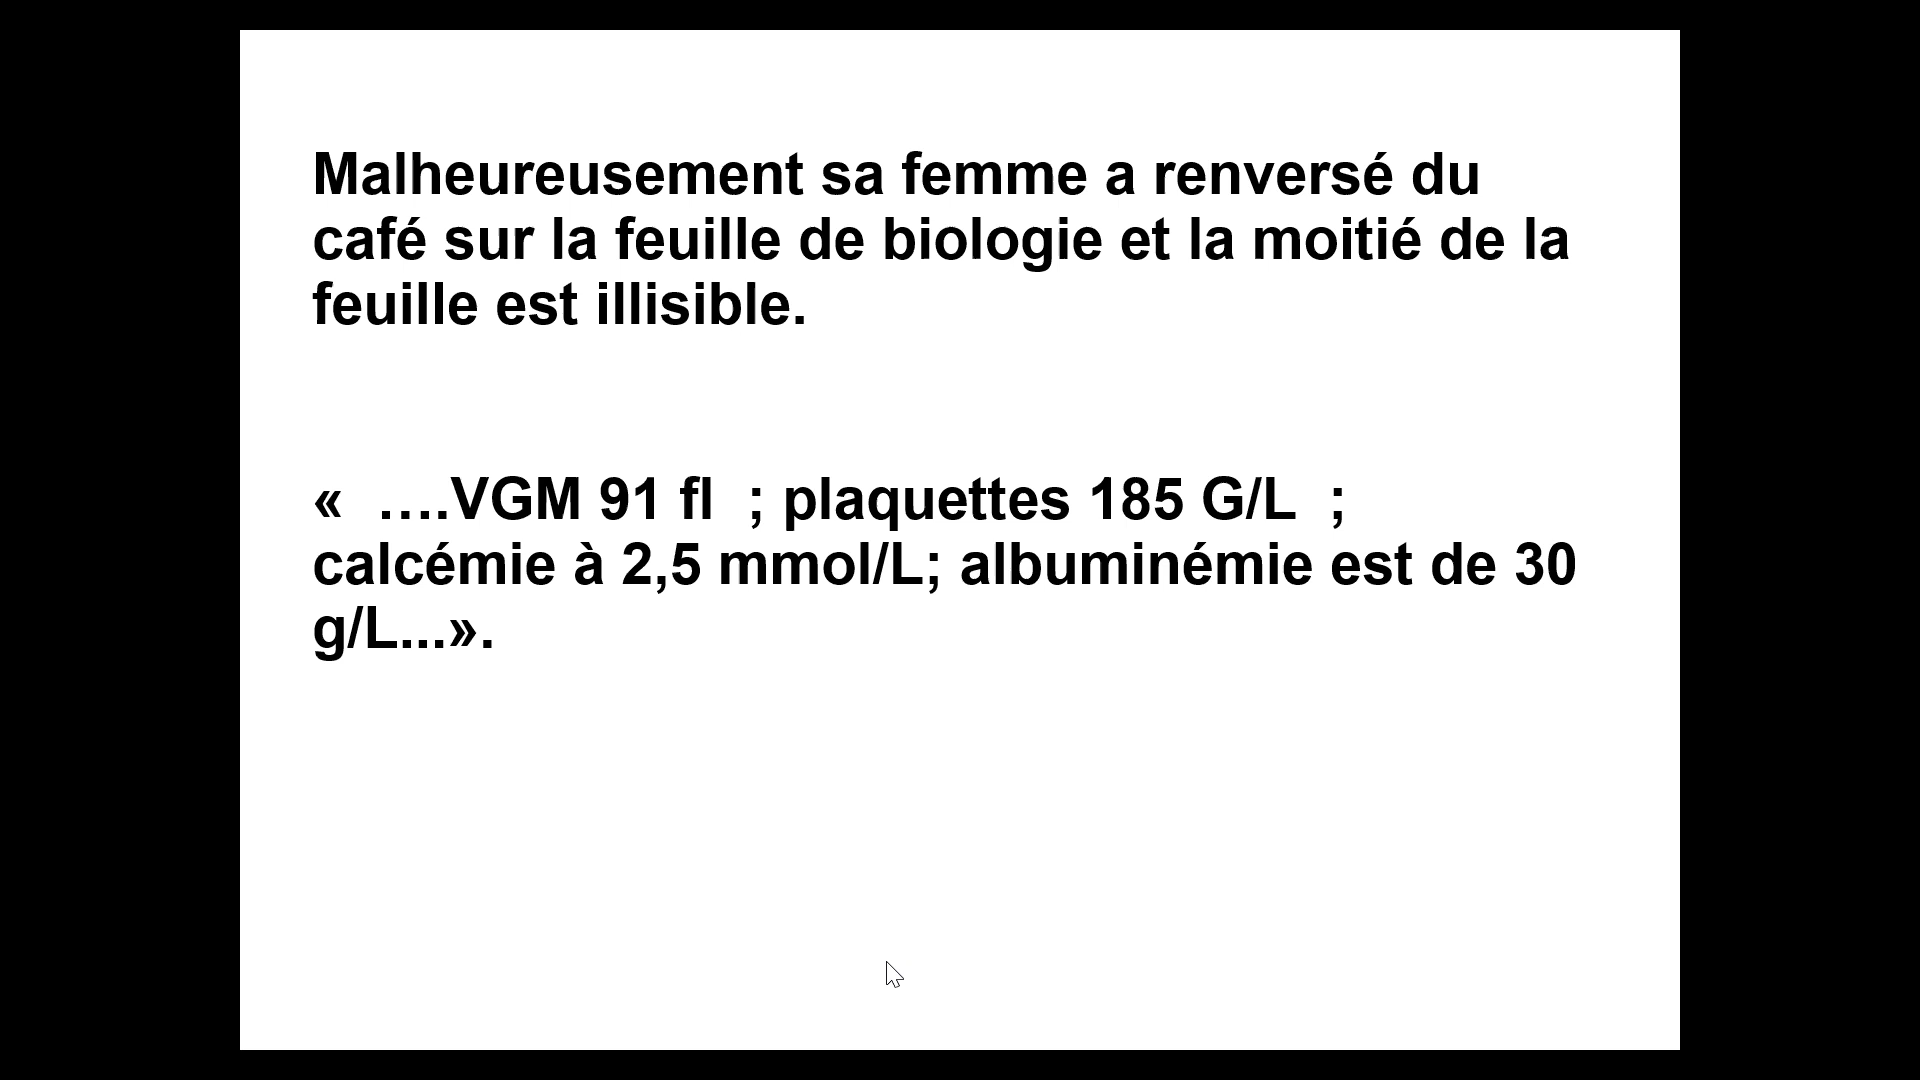 Malheureusement sa femme a renversé du
café sur la feuille de biologie et la moitié de la
feuille est illisible.
«  ….VGM 91 fl  ; plaquettes 185 G/L  ;
calcémie à 2,5 mmol/L; albuminémie est de 30
g/L...».